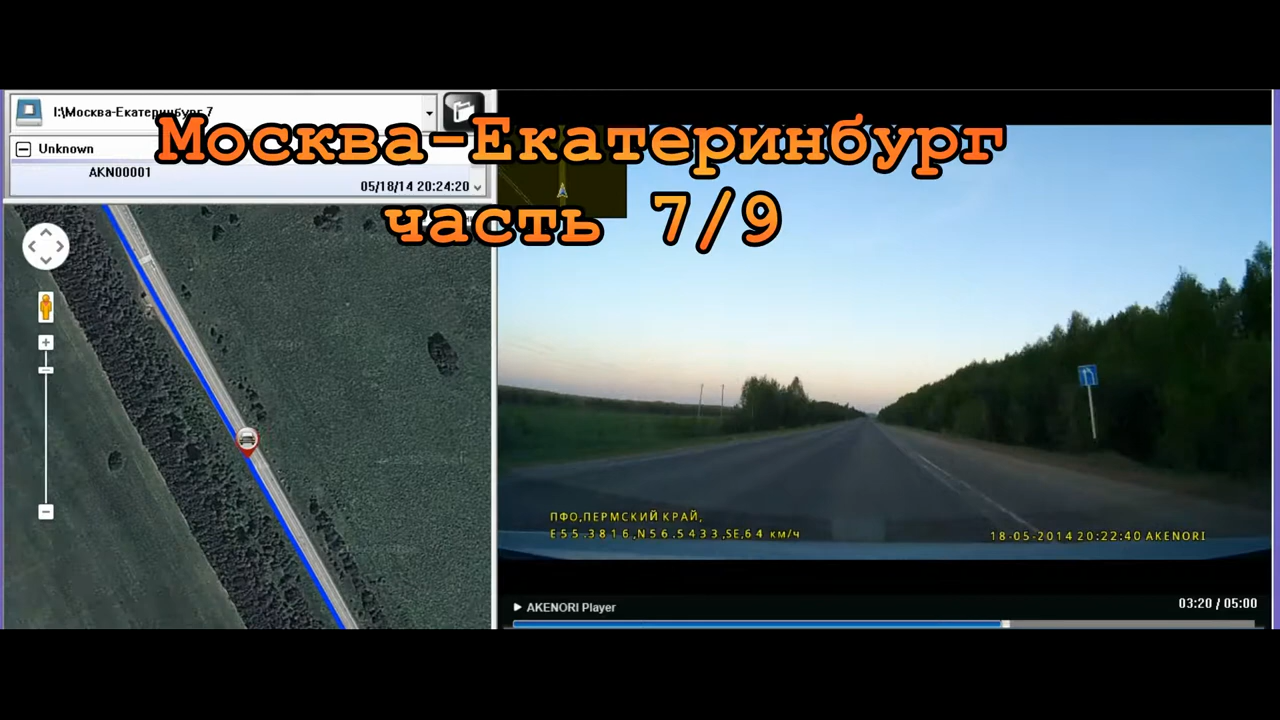 I:\Москва-Екатеринбург 7
Москва-Екатеринбург
Unknown
AKN00001
05/18/14 20:24:20
часть 7/9
ПФО,ПЕРМСКИЙ КРАЙ,
E55.3816,N56.5433,SE,64 км/ч
18-05-2014 20:22:40 AKENORI
AKENORI Player
03:20 / 05:00